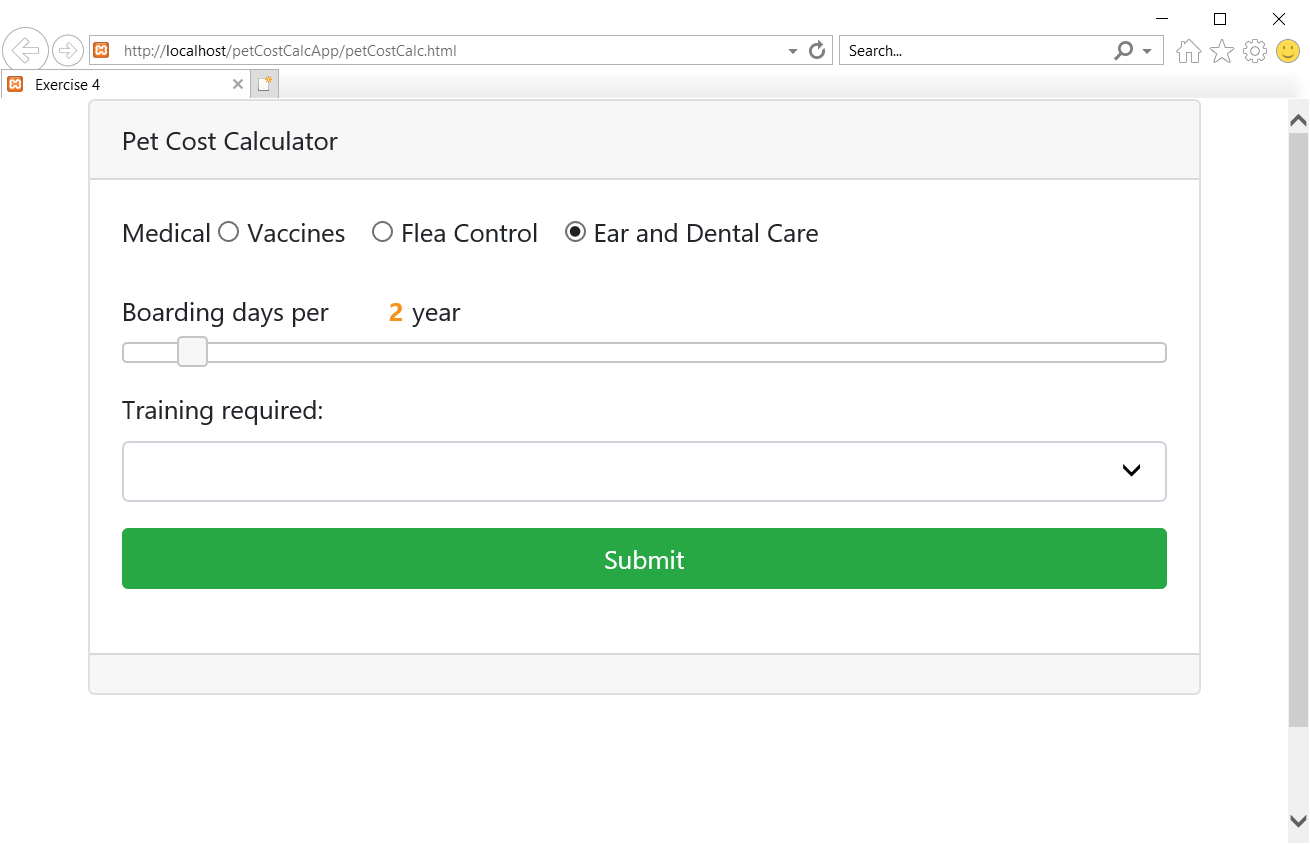 http://localhost/petCostCalcApp/petCostCalc.html
Search...
Exercise 4
Pet Cost Calculator
Medical Vaccines Flea Control Ear and Dental Care
Boarding days per 2 year
Training required:
Submit